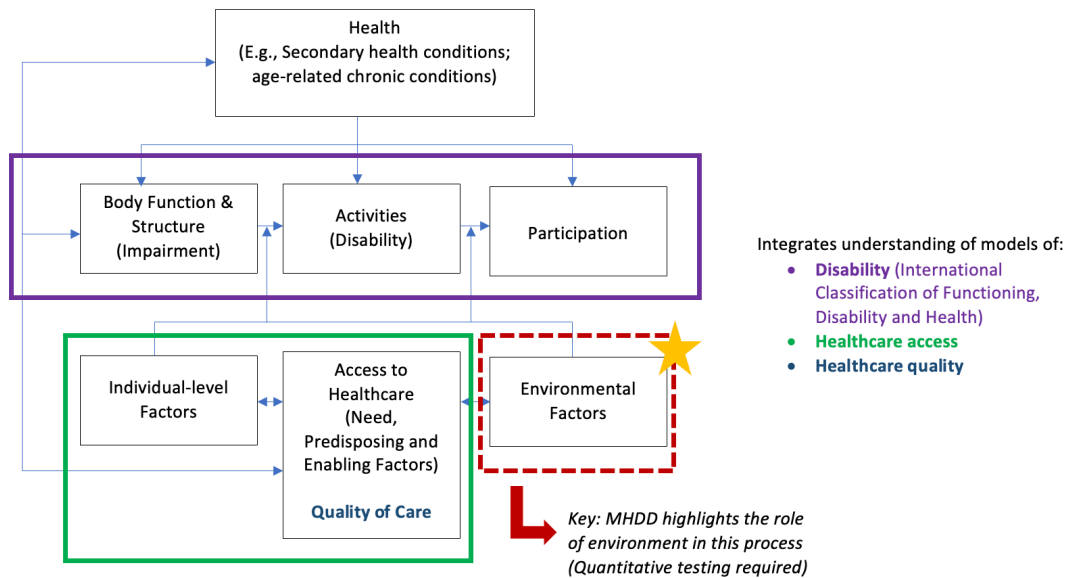 Health
(E.g., Secondary health conditions;
age-related chronic conditions)
Body Function &
Structure
(Impairment)
Activities
(Disability)
Participation
Integrates understanding of models of:
• Disability (International
Classification of Functioning,
Disability and Health)
• Healthcare access
• Healthcare quality
Individual-level
Factors
Access to
Healthcare
(Need,
Predisposing and
Enabling Factors)
Quality of Care
Environmental
Factors
Key: MHDD highlights the role
of environment in this process
(Quantitative testing required)